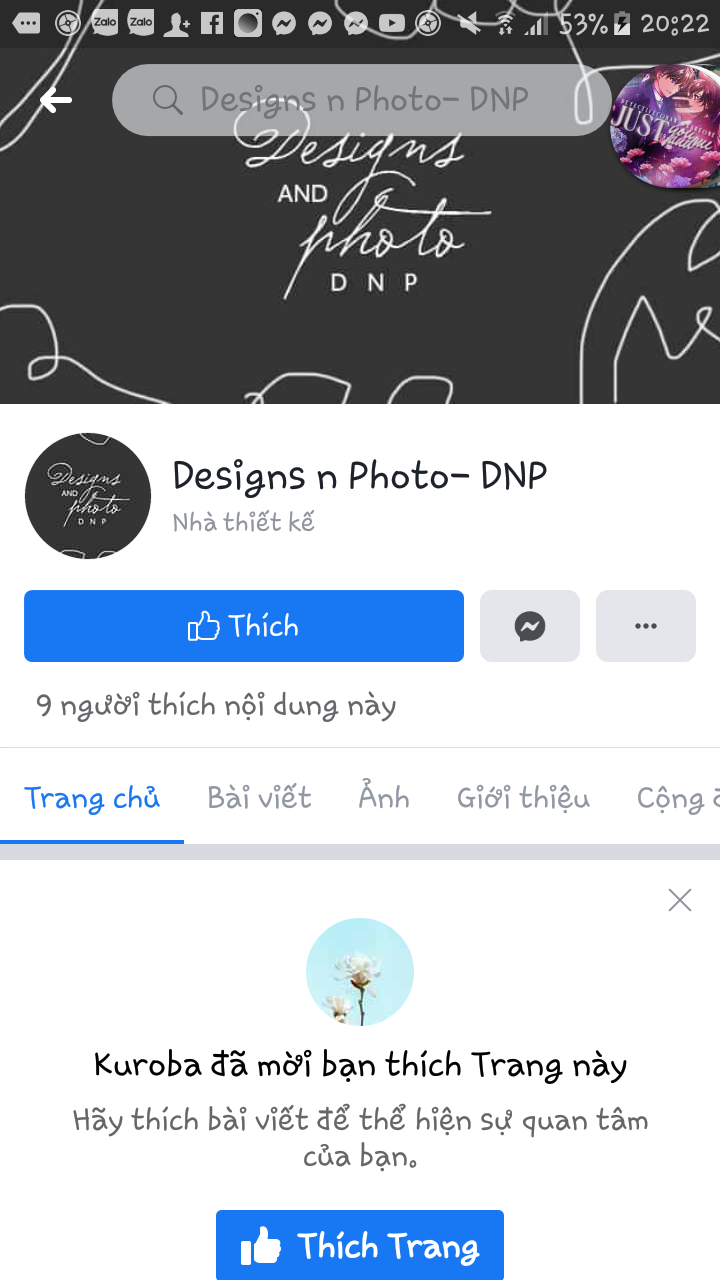 Zalo Zalo 53% 20:22
Designs n Photo- DNP
Designs
AND
photo
DNP
JUST
Designs n Photo- DNP
Designs
AND
photo
DNP
Nhà thiết kế
Thích
9 người thích nội dung này
Trang chủ Bài viết Ảnh Giới thiệu Cộng
Kuroba đã mời bạn thích Trang này
Hãy thích bài viết để thể hiện sự quan tâm
của bạn.
Thích Trang